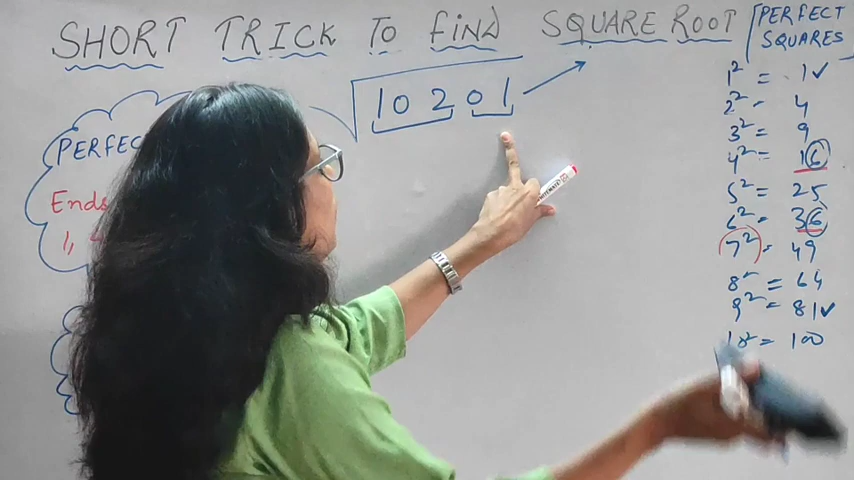 SHORT TRICK TO FIND SQUARE ROOT
PERFECT
SQUARES
10201
PERFEC
Ends
1, 4
1² = 1 ✓
2² = 4
3² = 9
4² = 16
5² = 25
6² = 36
7² = 49
8² = 64
9² = 81 ✓
10² = 100